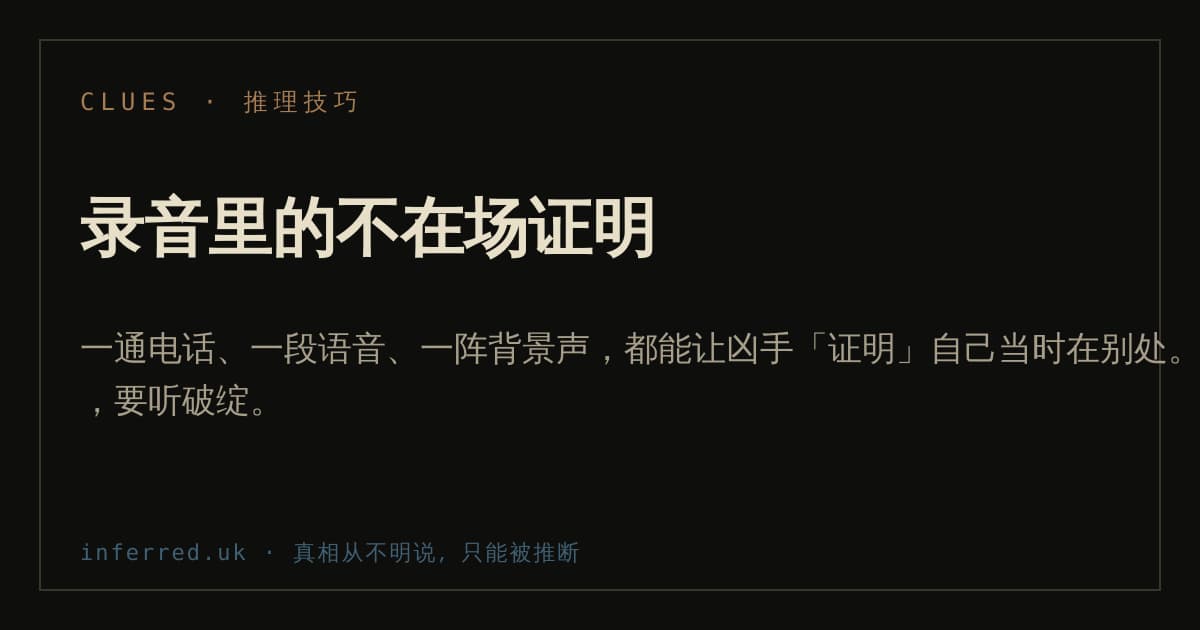 CLUES · 推理技巧
录音里的不在场证明
一通电话、一段语音、一阵背景声，都能让凶手「证明」自己当时在别处。
，要听破绽。
inferred.uk · 真相从不明说, 只能被推断